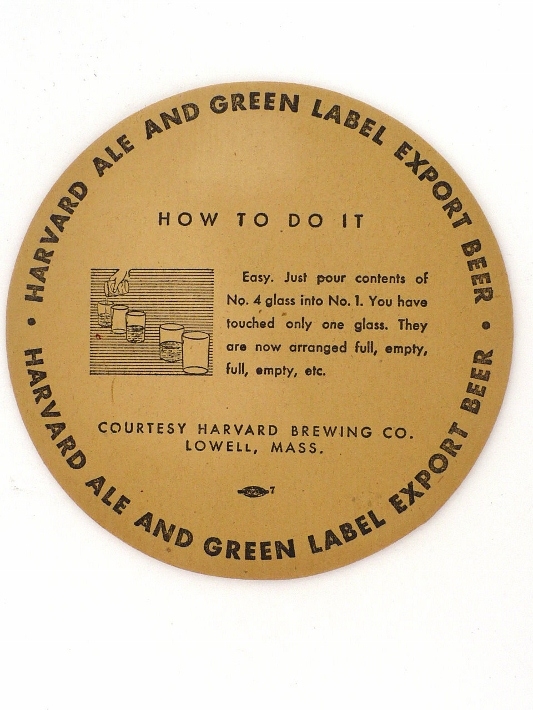 HARVARD ALE AND GREEN LABEL EXPORT BEER
HOW TO DO IT
Easy. Just pour contents of
No. 4 glass into No. 1. You have
touched only one glass. They
are now arranged full, empty,
full, empty, etc.
COURTESY HARVARD BREWING CO.
LOWELL, MASS.
7
HARVARD ALE AND GREEN LABEL EXPORT BEER